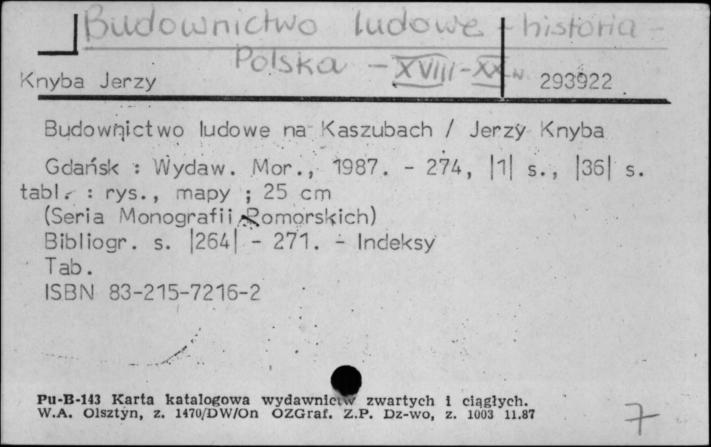 Budownictwo ludowe - historia -
Polska - XVIII-XX w.
Knyba Jerzy 293922
Budownictwo ludowe na Kaszubach / Jerzy Knyba
Gdańsk : Wydaw. Mor., 1987. - 274, |1| s., |36| s.
tabl. : rys., mapy ; 25 cm
(Seria Monografii Pomorskich)
Bibliogr. s. |264| - 271. - Indeksy
Tab.
ISBN 83-215-7216-2
Pu-B-143 Karta katalogowa wydawnictw zwartych i ciągłych.
W.A. Olsztyn, z. 1470/DW/On OZGraf. Z.P. Dz-wo, z. 1003 11.87
7